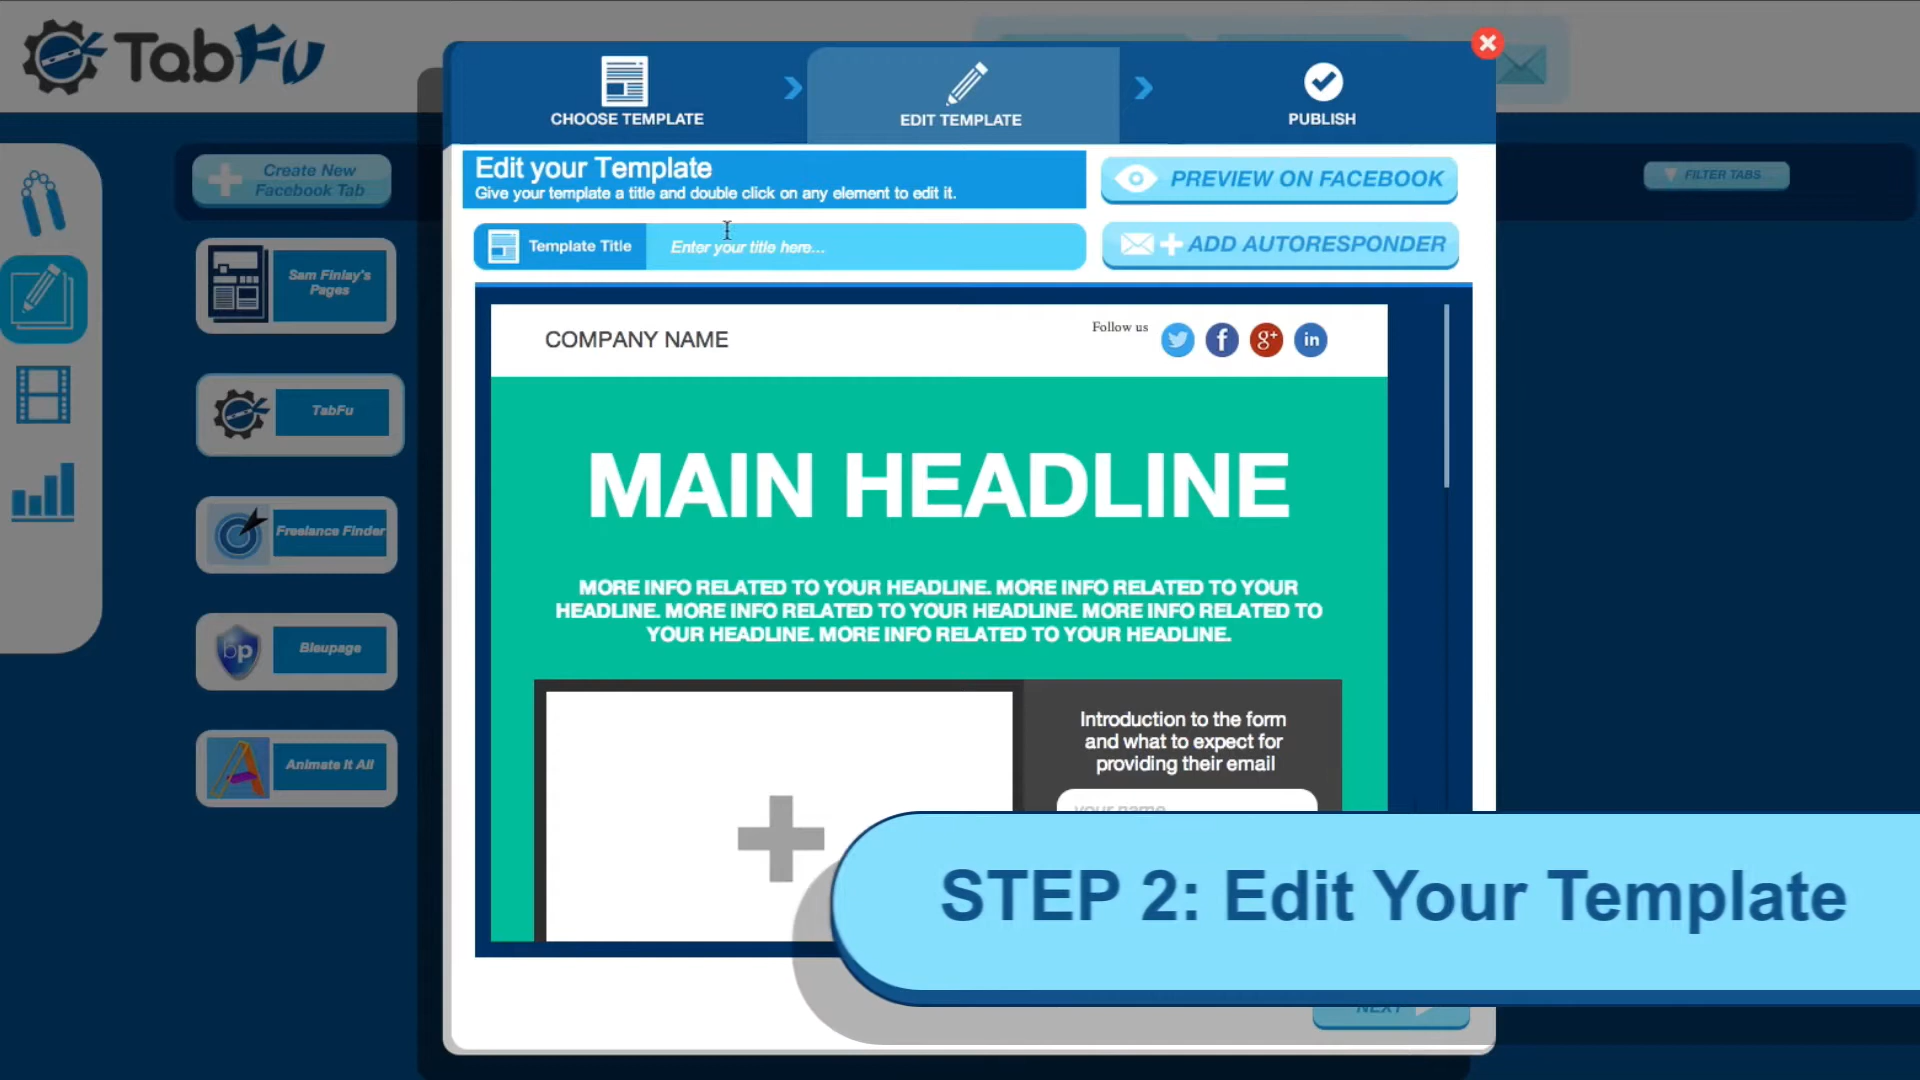 TabFu
CHOOSE TEMPLATE
EDIT TEMPLATE
PUBLISH
Create New
Facebook Tab
Edit your Template
Give your template a title and double click on any element to edit it.
PREVIEW ON FACEBOOK
FILTER TABS
Template Title
Enter your title here...
ADD AUTORESPONDER
Sam Finlay's
Pages
COMPANY NAME
Follow us
f
g+
in
TabFu
MAIN HEADLINE
Freelance Finder
MORE INFO RELATED TO YOUR HEADLINE. MORE INFO RELATED TO YOUR
HEADLINE. MORE INFO RELATED TO YOUR HEADLINE. MORE INFO RELATED TO
YOUR HEADLINE. MORE INFO RELATED TO YOUR HEADLINE.
bp
Bleupage
Introduction to the form
and what to expect for
providing their email
Animate It All
your name
STEP 2: Edit Your Template
NEXT